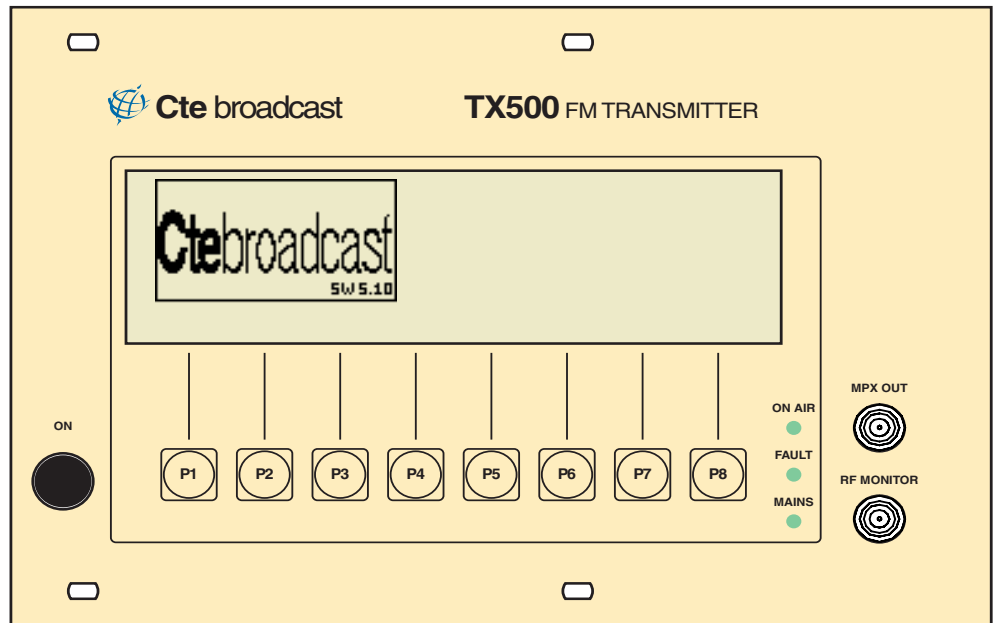 Cte broadcast
TX500 FM TRANSMITTER
Ctebroadcast
SW 5.10
ON
P1 P2 P3 P4 P5 P6 P7 P8
ON AIR
FAULT
MAINS
MPX OUT
RF MONITOR